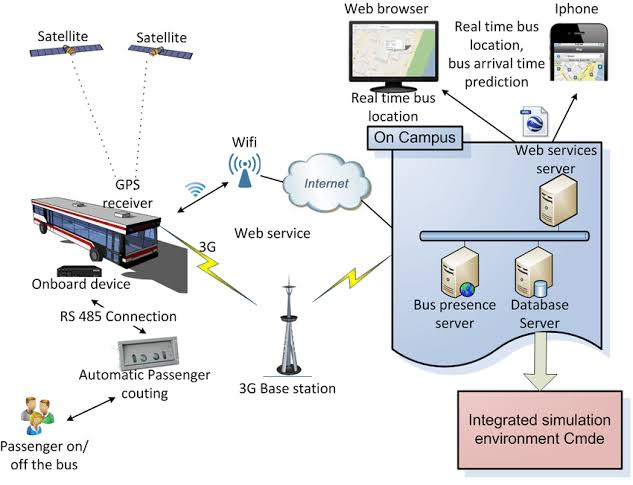 Satellite
Satellite
Web browser
Iphone
Real time bus
location,
bus arrival time
prediction
Real time bus
location
On Campus
Web services
server
Wifi
Internet
GPS
receiver
3G
Web service
Onboard device
Bus presence
server
Database
Server
RS 485 Connection
3G Base station
Automatic Passenger
couting
Integrated simulation
environment Cmde
Passenger on/
off the bus